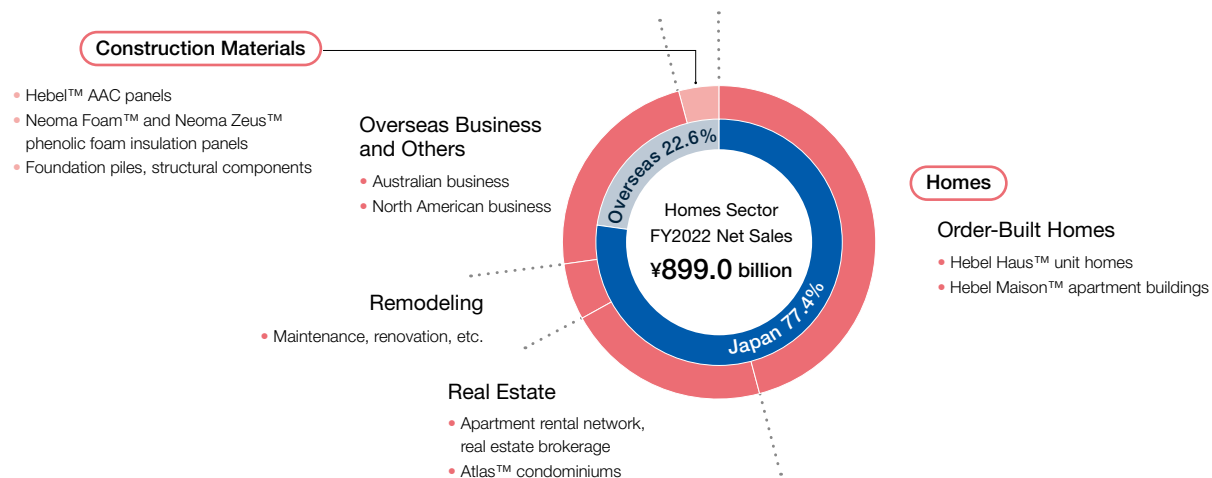 Construction Materials
• Hebel™ AAC panels
• Neoma Foam™ and Neoma Zeus™
phenolic foam insulation panels
• Foundation piles, structural components
Overseas Business
and Others
• Australian business
• North American business
Remodeling
• Maintenance, renovation, etc.
Real Estate
• Apartment rental network,
real estate brokerage
• Atlas™ condominiums
Overseas 22.6%
Homes Sector
FY2022 Net Sales
¥899.0 billion
Japan 77.4%
Homes
Order-Built Homes
• Hebel Haus™ unit homes
• Hebel Maison™ apartment buildings